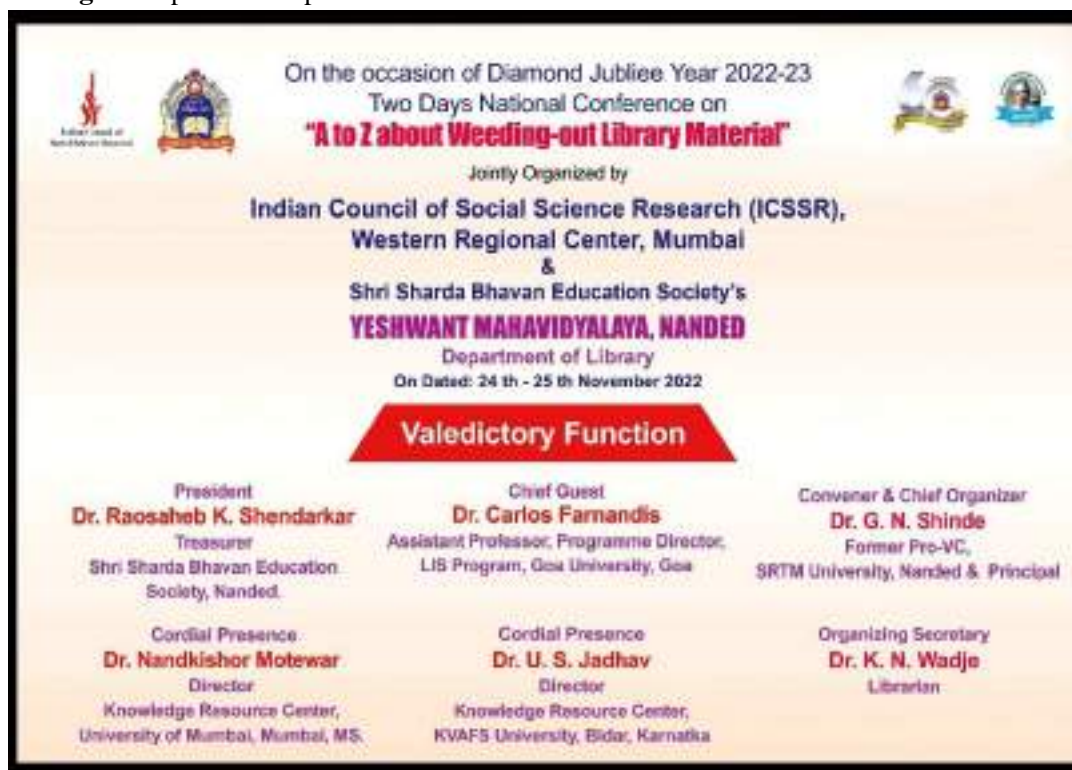 On the occasion of Diamond Jubliee Year 2022-23
Two Days National Conference on
"A to Z about Weeding-out Library Material"
Jointly Organized by
Indian Council of Social Science Research (ICSSR),
Western Regional Center, Mumbai
&
Shri Sharda Bhavan Education Society's
YESHWANT MAHAVIDYALAYA, NANDED
Department of Library
On Dated: 24 th - 25 th November 2022
Valedictory Function
President
Dr. Raosaheb K. Shendarkar
Treasurer
Shri Sharda Bhavan Education
Society, Nanded.
Chief Guest
Dr. Carlos Farnandis
Assistant Professor, Programme Director,
LIS Program, Goa University, Goa
Convener & Chief Organizer
Dr. G. N. Shinde
Former Pro-VC,
SRTM University, Nanded & Principal
Cordial Presence
Dr. Nandkishor Motewar
Director
Knowledge Resource Center,
University of Mumbai, Mumbai, MS.
Cordial Presence
Dr. U. S. Jadhav
Director
Knowledge Resource Center,
KVAFS University, Bidar, Karnatka
Organizing Secretary
Dr. K. N. Wadje
Librarian